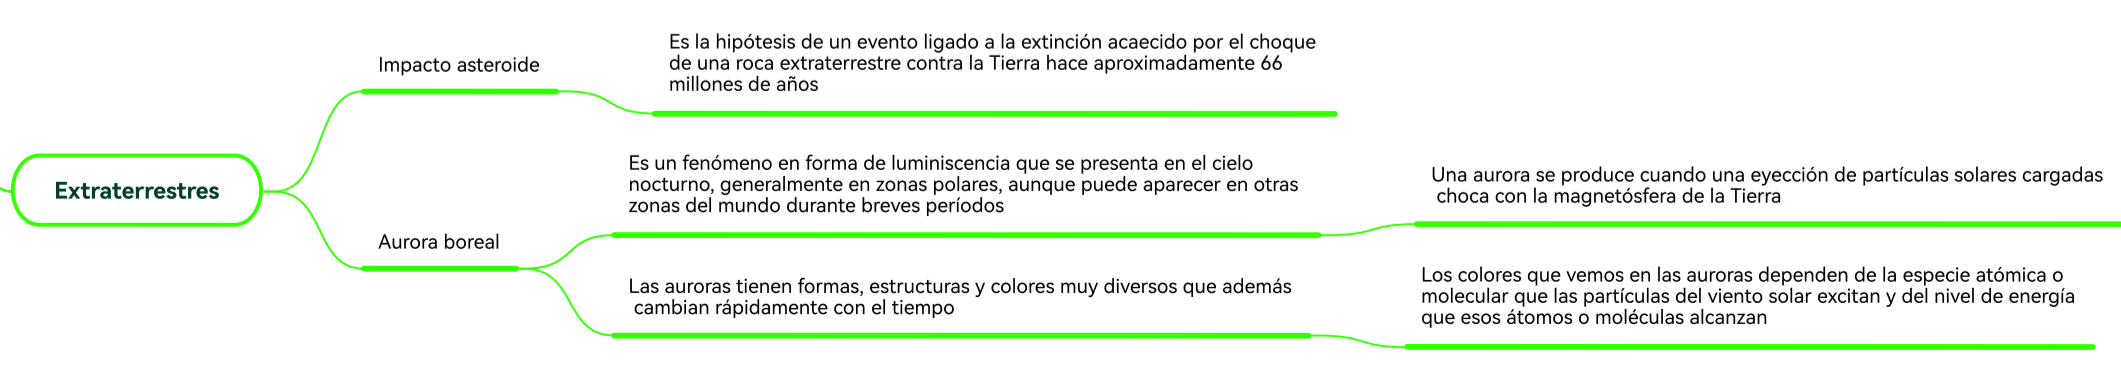 Extraterrestres
Impacto asteroide
Es la hipótesis de un evento ligado a la extinción acaecido por el choque
de una roca extraterrestre contra la Tierra hace aproximadamente 66
millones de años
Aurora boreal
Es un fenómeno en forma de luminiscencia que se presenta en el cielo
nocturno, generalmente en zonas polares, aunque puede aparecer en otras
zonas del mundo durante breves períodos
Una aurora se produce cuando una eyección de partículas solares cargadas
choca con la magnetósfera de la Tierra
Las auroras tienen formas, estructuras y colores muy diversos que además
cambian rápidamente con el tiempo
Los colores que vemos en las auroras dependen de la especie atómica o
molecular que las partículas del viento solar excitan y del nivel de energía
que esos átomos o moléculas alcanzan